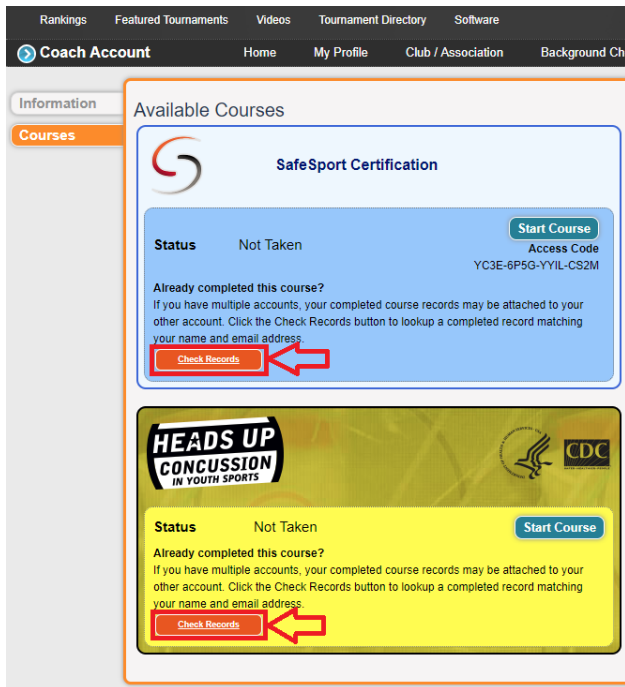 Rankings Featured Tournaments Videos Tournament Directory Software
Coach Account Home My Profile Club / Association Background Ch
Information
Courses
Available Courses
SafeSport Certification
Start Course
Status Not Taken
Access Code
YC3E-6P5G-YYIL-CS2M
Already completed this course?
If you have multiple accounts, your completed course records may be attached to your
other account. Click the Check Records button to lookup a completed record matching
your name and email address.
Check Records
HEADS UP
CONCUSSION
IN YOUTH SPORTS
CDC
Status Not Taken Start Course
Already completed this course?
If you have multiple accounts, your completed course records may be attached to your
other account. Click the Check Records button to lookup a completed record matching
your name and email address.
Check Records